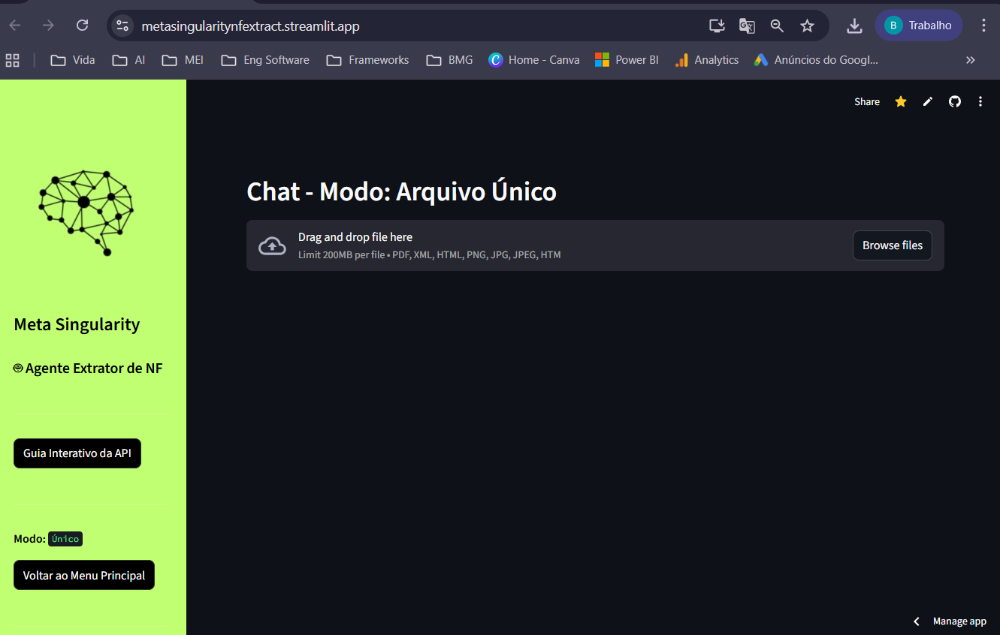 metasingularitynfextract.streamlit.app
B Trabalho
Vida AI MEI Eng Software Frameworks BMG Home - Canva Power BI Analytics Anúncios do Googl... »
Share
Chat - Modo: Arquivo Único
Drag and drop file here
Limit 200MB per file • PDF, XML, HTML, PNG, JPG, JPEG, HTM
Browse files
Meta Singularity
Agente Extrator de NF
Guia Interativo da API
Modo: Único
Voltar ao Menu Principal
Manage app